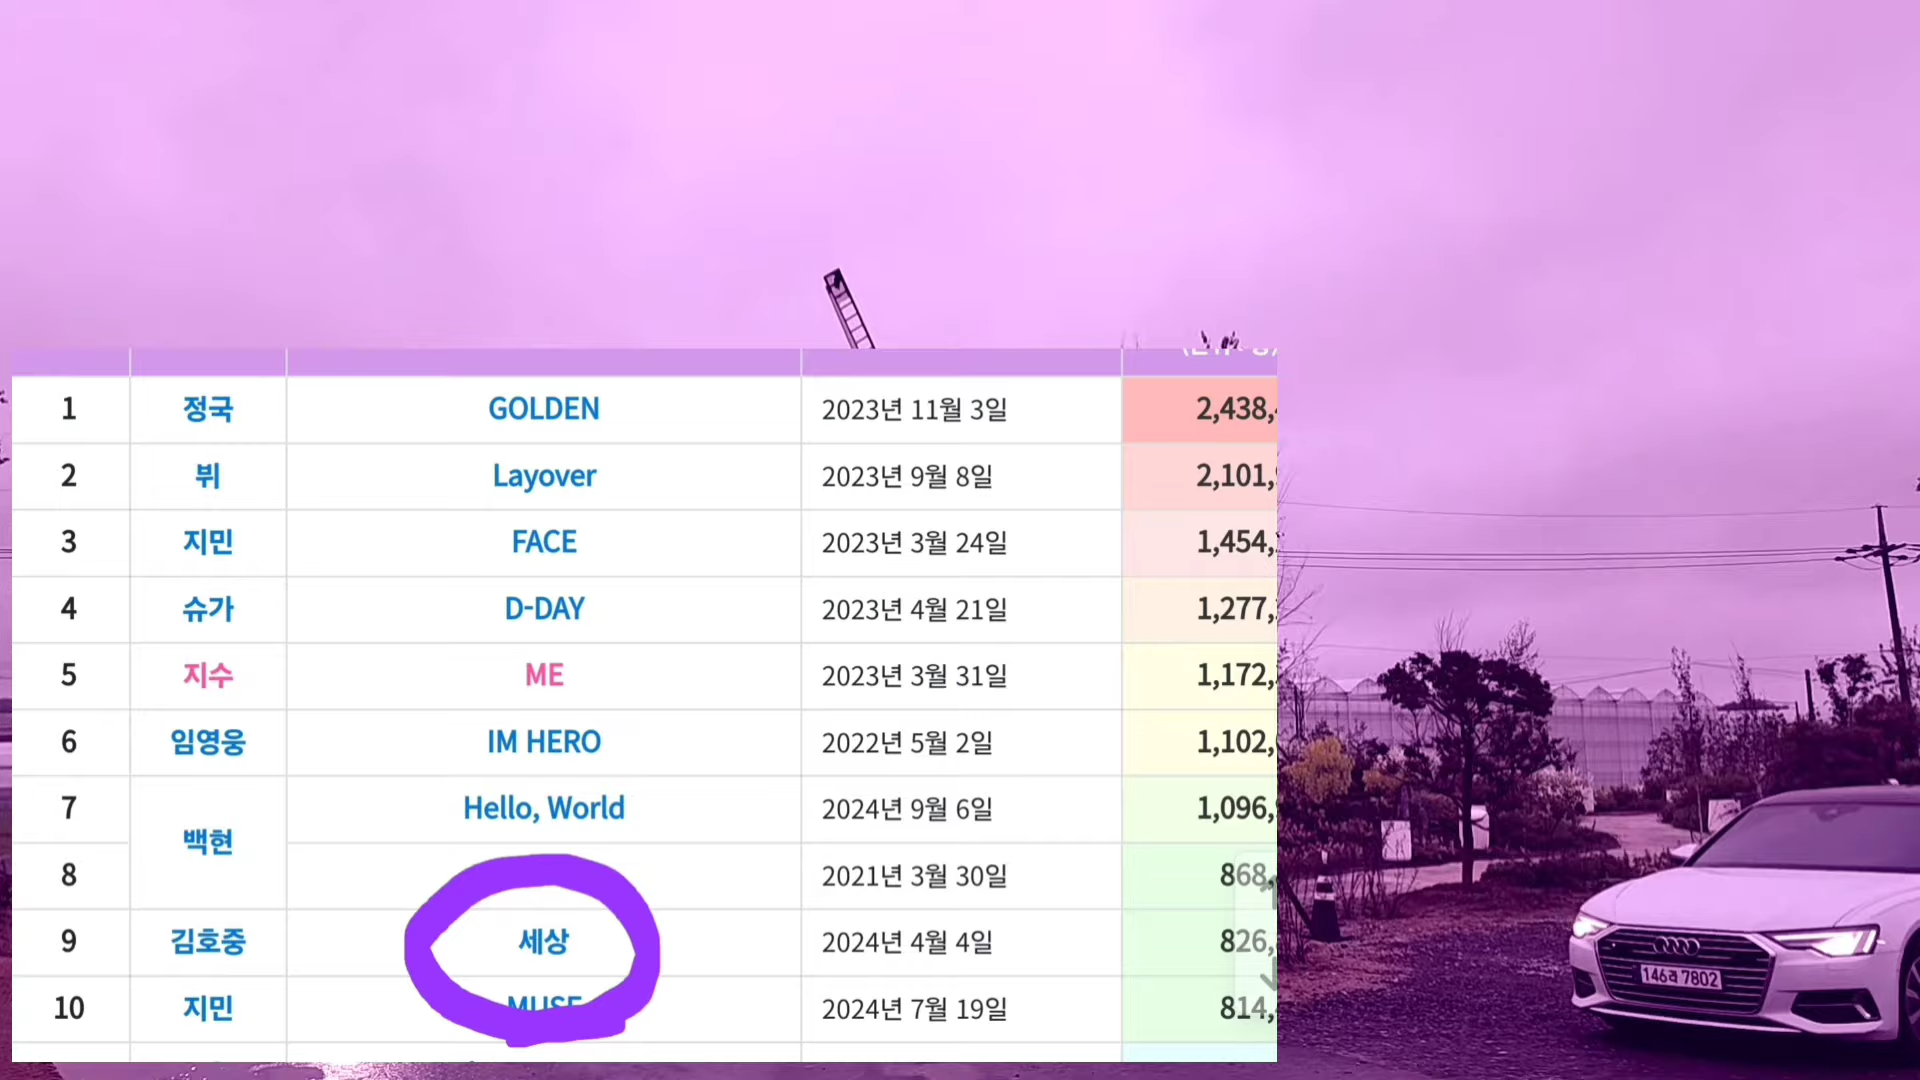 1 정국 GOLDEN 2023년 11월 3일 2,438,
2 뷔 Layover 2023년 9월 8일 2,101,
3 지민 FACE 2023년 3월 24일 1,454,
4 슈가 D-DAY 2023년 4월 21일 1,277,
5 지수 ME 2023년 3월 31일 1,172,
6 임영웅 IM HERO 2022년 5월 2일 1,102,
7 백현 Hello, World 2024년 9월 6일 1,096,
8 2021년 3월 30일 868,
9 김호중 세상 2024년 4월 4일 826,
10 지민 MUSE 2024년 7월 19일 814,